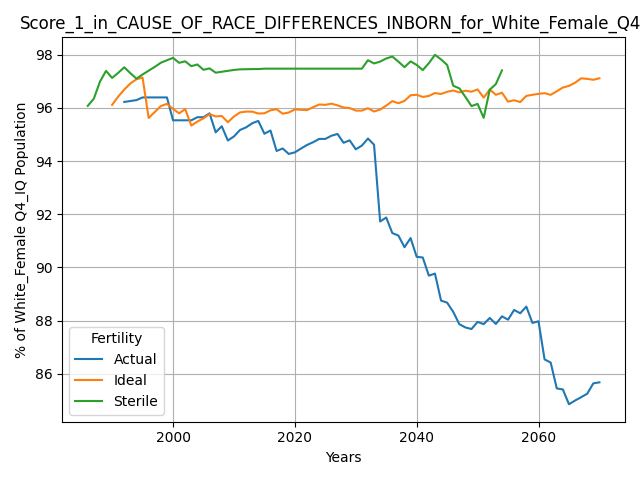 Score_1_in_CAUSE_OF_RACE_DIFFERENCES_INBORN_for_White_Female_Q4
% of White_Female Q4_IQ Population
98
96
94
92
90
88
86
Fertility
Actual
Ideal
Sterile
2000 2020 2040 2060
Years